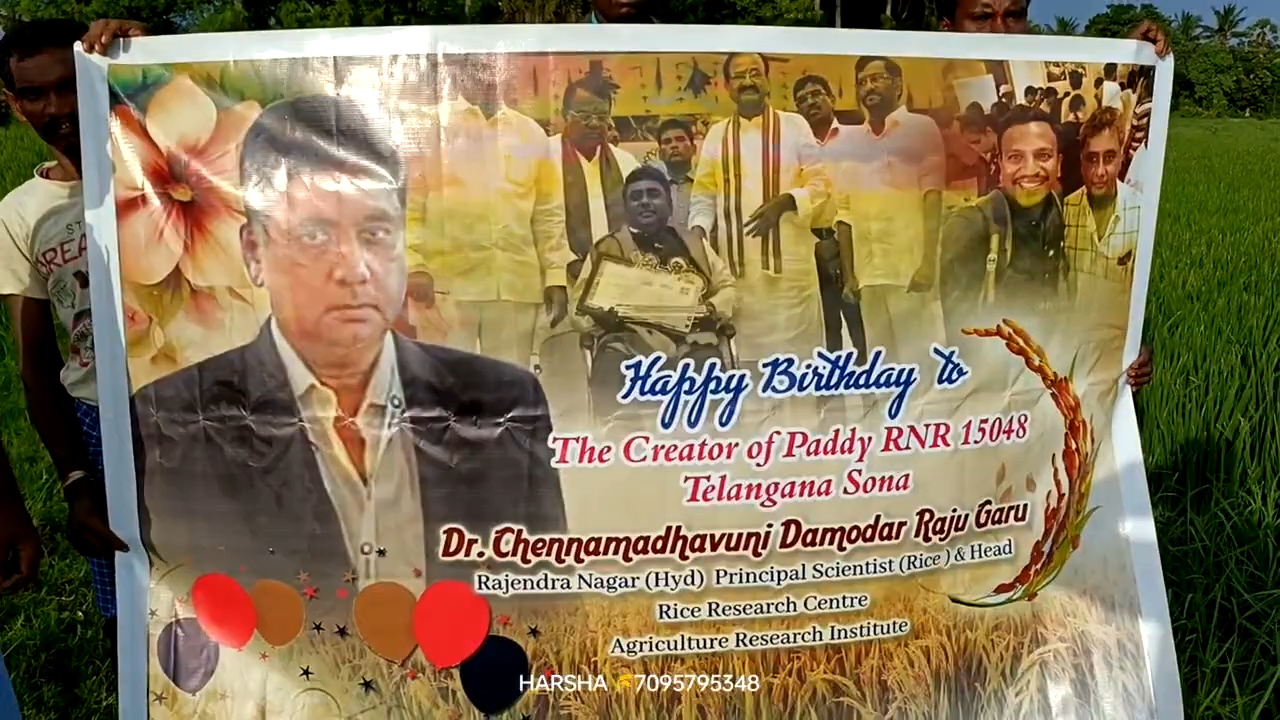 Happy Birthday to
The Creator of Paddy RNR 15048
Telangana Sona
Dr. Chennamadhavuni Damodar Raju Garu
Rajendra Nagar (Hyd) Principal Scientist (Rice) & Head
Rice Research Centre
Agriculture Research Institute
HARSHA 7095795348